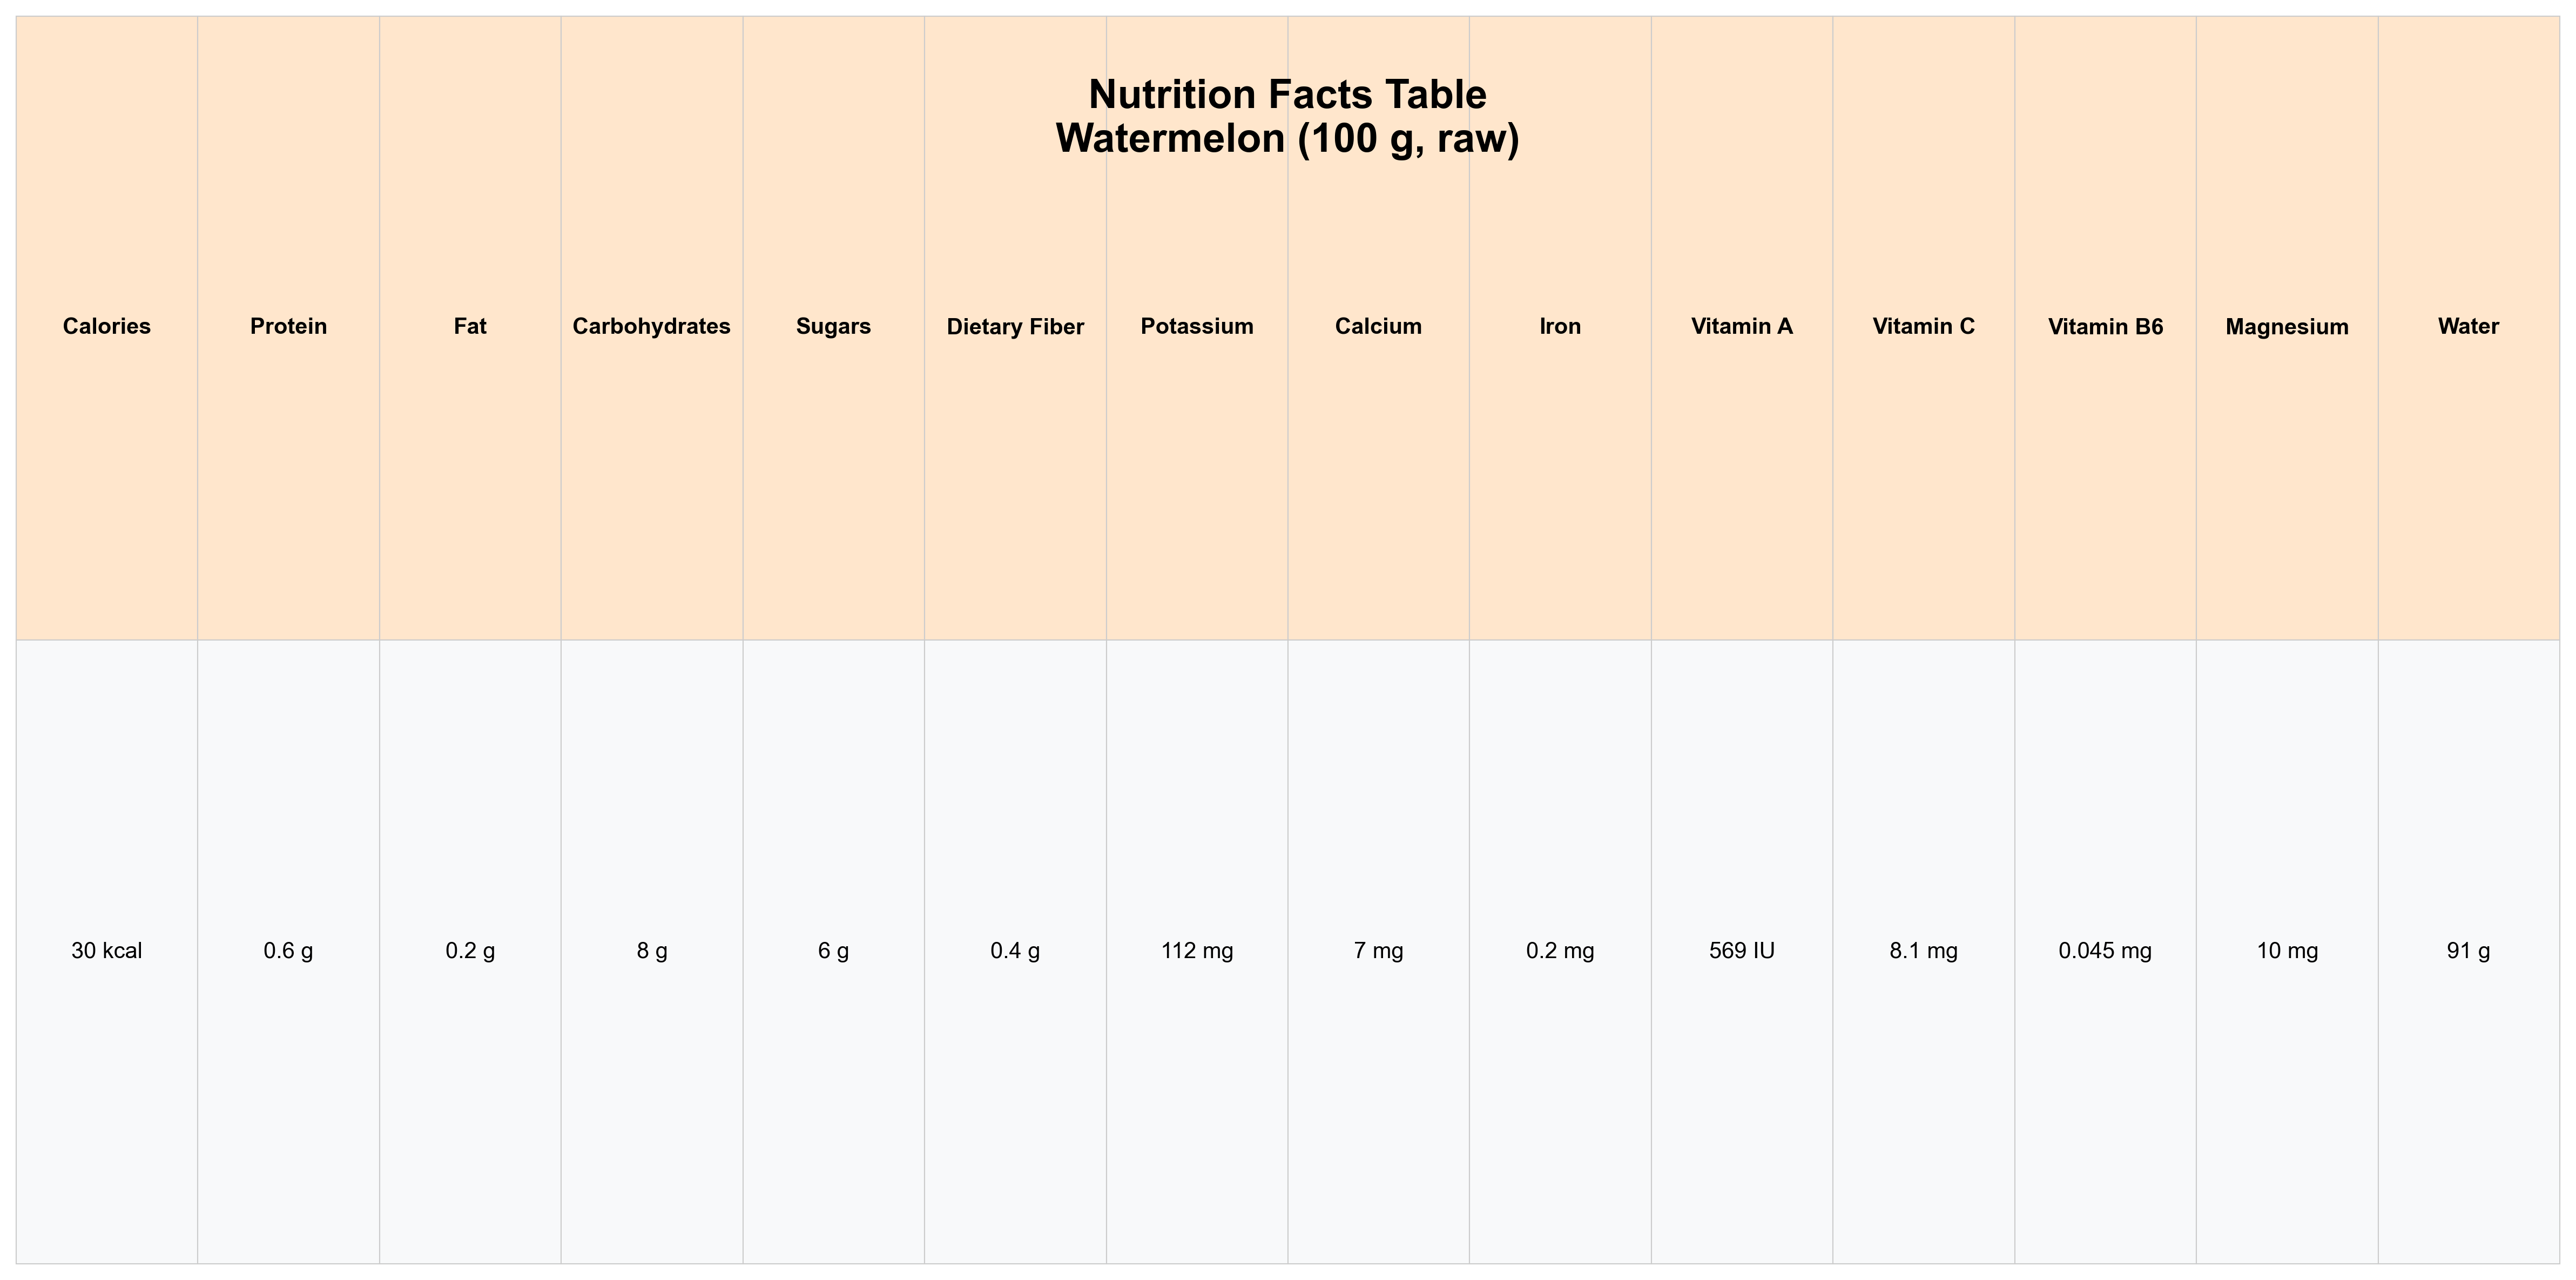 Nutrition Facts Table
Watermelon (100 g, raw)
Calories Protein Fat Carbohydrates Sugars Dietary Fiber Potassium Calcium Iron Vitamin A Vitamin C Vitamin B6 Magnesium Water
30 kcal 0.6 g 0.2 g 8 g 6 g 0.4 g 112 mg 7 mg 0.2 mg 569 IU 8.1 mg 0.045 mg 10 mg 91 g